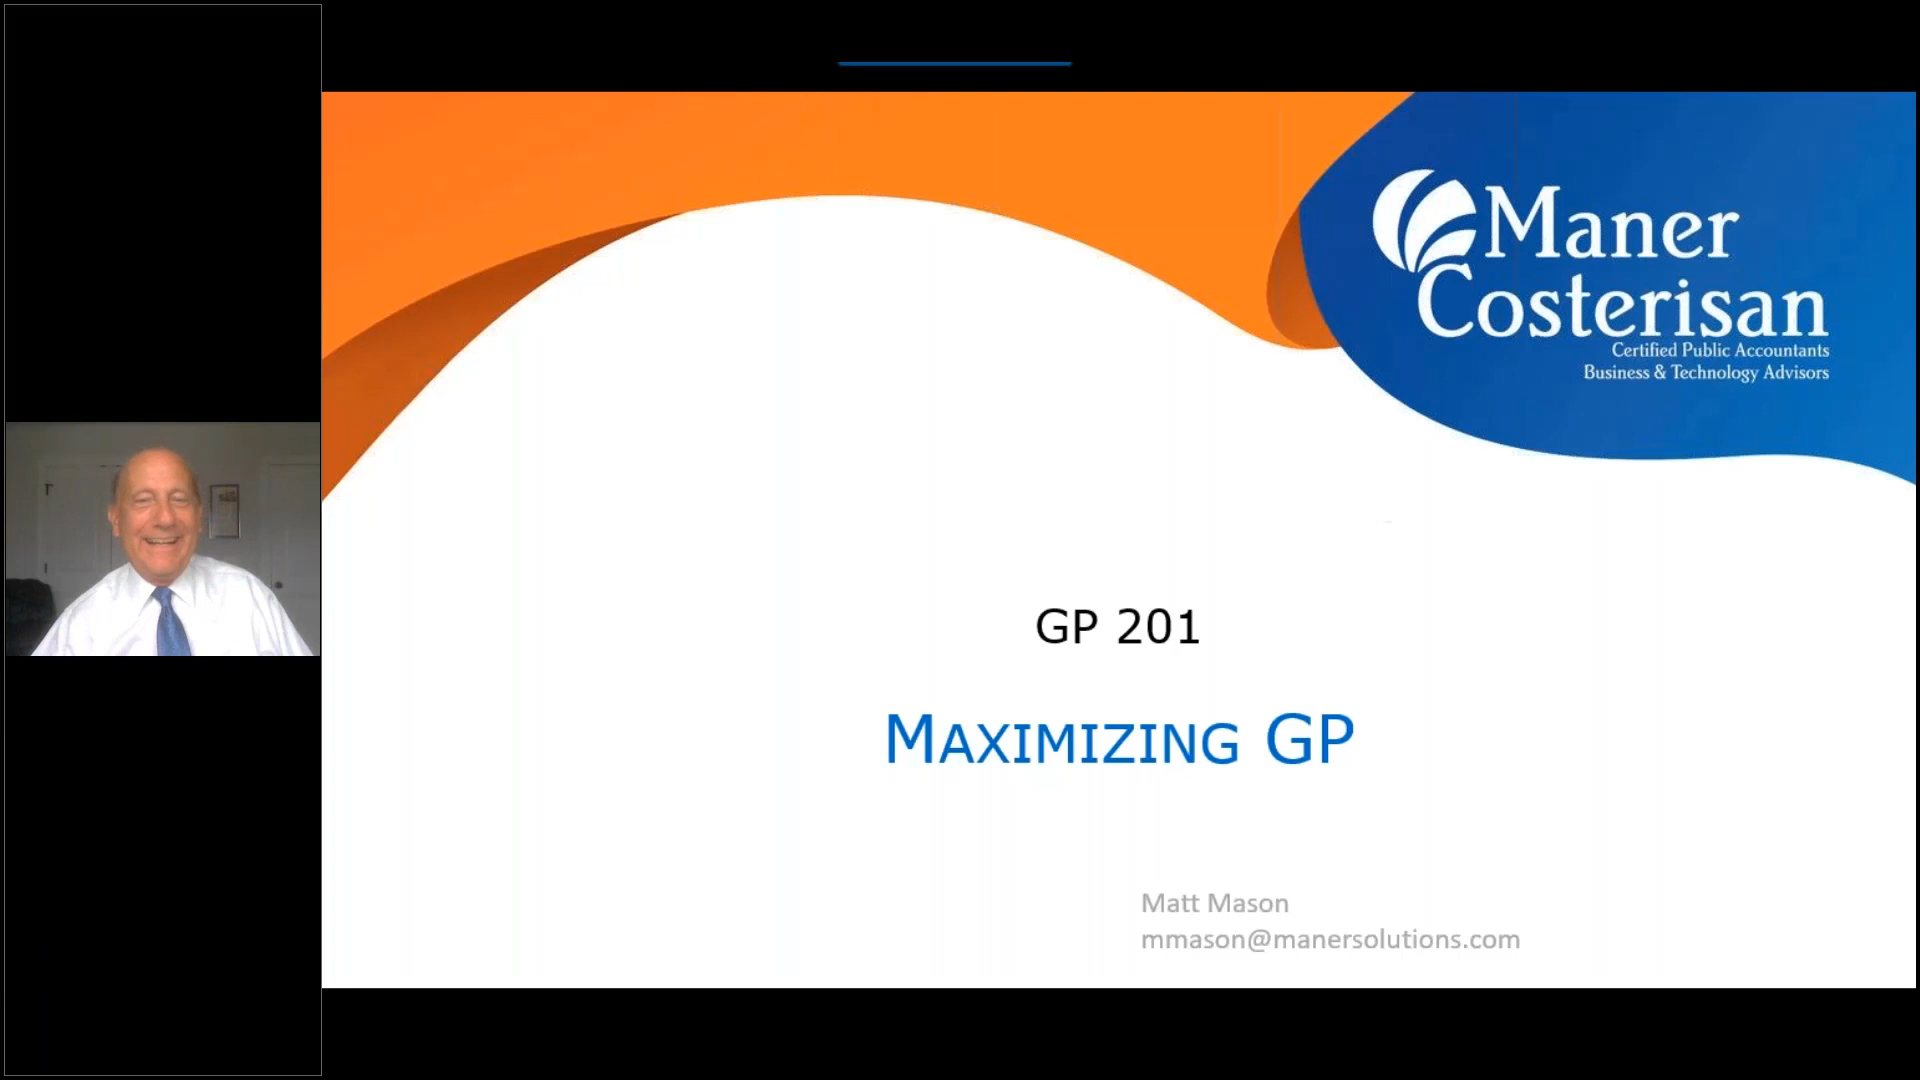 Maner
Costerisan
Certified Public Accountants
Business & Technology Advisors
GP 201
MAXIMIZING GP
Matt Mason
mmason@manersolutions.com